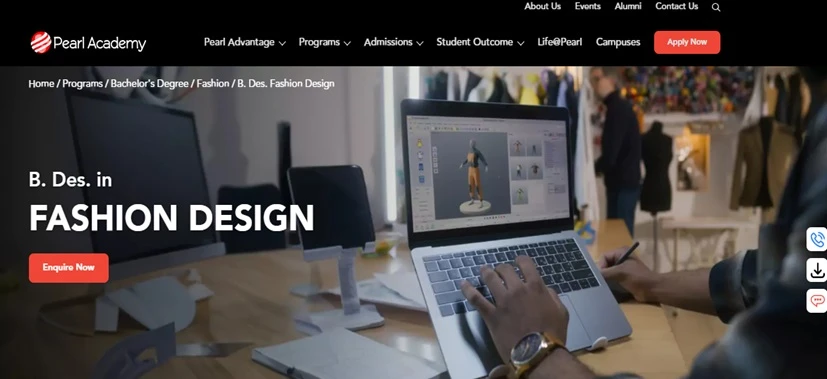 About Us Events Alumni Contact Us
Pearl Academy Pearl Advantage Programs Admissions Student Outcome Life@Pearl Campuses Apply Now
Home / Programs / Bachelor's Degree / Fashion / B. Des. Fashion Design
B. Des. in
FASHION DESIGN
Enquire Now